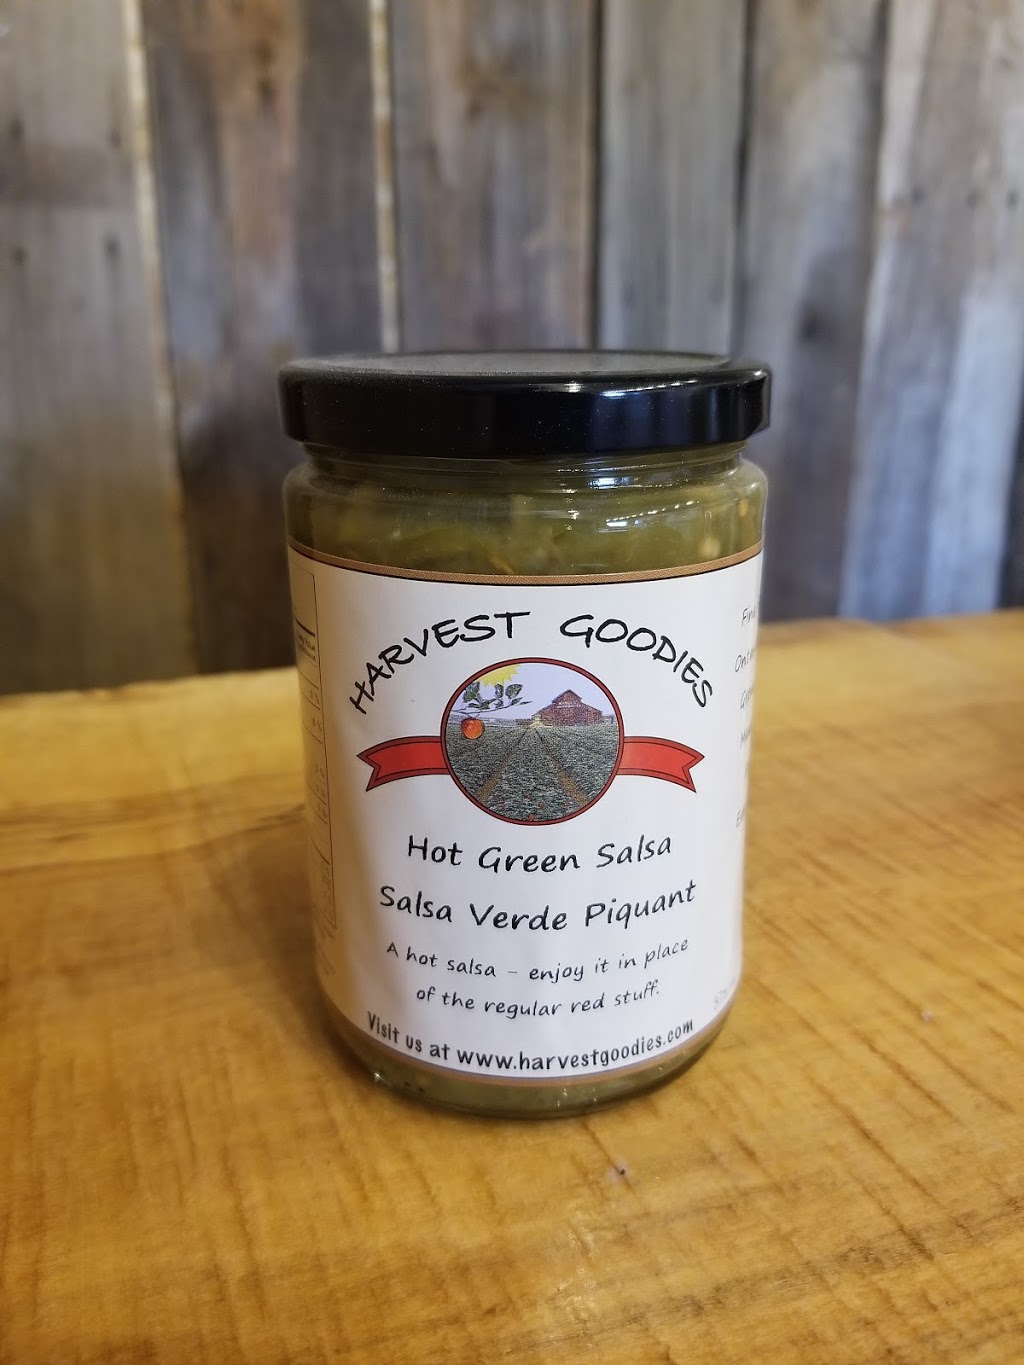 HARVEST GOODIES
Hot Green Salsa
Salsa Verde Piquant
A hot salsa – enjoy it in place
of the regular red stuff.
Visit us at www.harvestgoodies.com